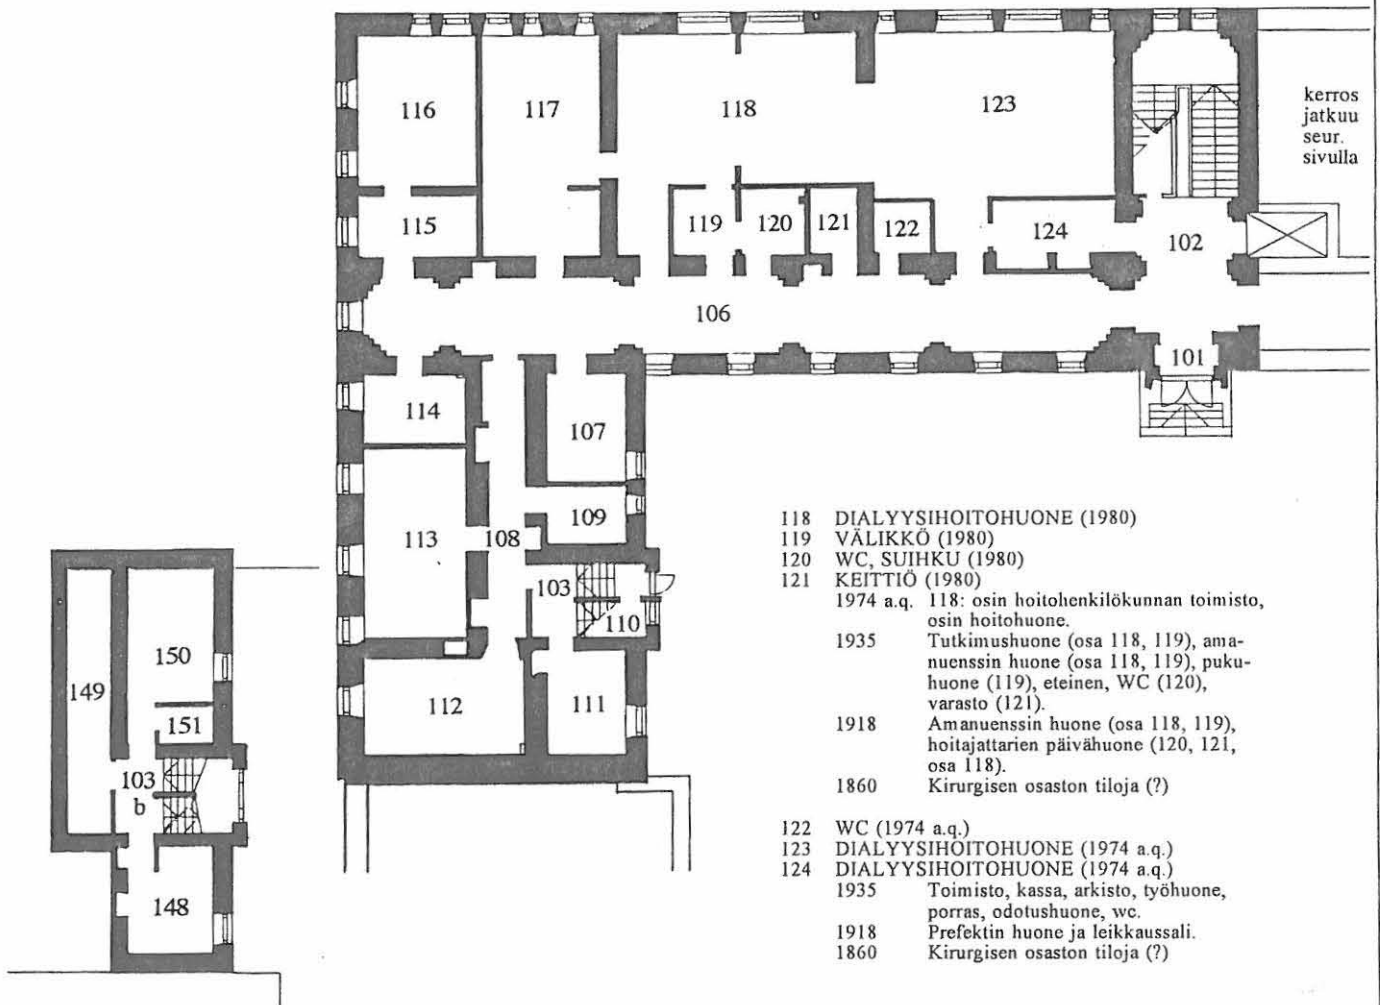 116
117
118
123
kerros
jatkuu
seur.
sivulla
115
119
120
121
122
124
102
106
101
114
107
109
113
108
103
110
112
111
150
149
151
103
b
148
118 DIALYYSIHOITOHUONE (1980)
119 VÄLIKKÖ (1980)
120 WC, SUIHKU (1980)
121 KEITTIÖ (1980)
1974 a.q. 118: osin hoitohenkilökunnan toimisto,
osin hoitohuone.
1935 Tutkimushuone (osa 118, 119), ama-
nuenssin huone (osa 118, 119), puku-
huone (119), eteinen, WC (120),
varasto (121).
1918 Amanuenssin huone (osa 118, 119),
hoitajattarien päivähuone (120, 121,
osa 118).
1860 Kirurgisen osaston tiloja (?)
122 WC (1974 a.q.)
123 DIALYYSIHOITOHUONE (1974 a.q.)
124 DIALYYSIHOITOHUONE (1974 a.q.)
1935 Toimisto, kassa, arkisto, työhuone,
porras, odotushuone, wc.
1918 Prefektin huone ja leikkaussali.
1860 Kirurgisen osaston tiloja (?)